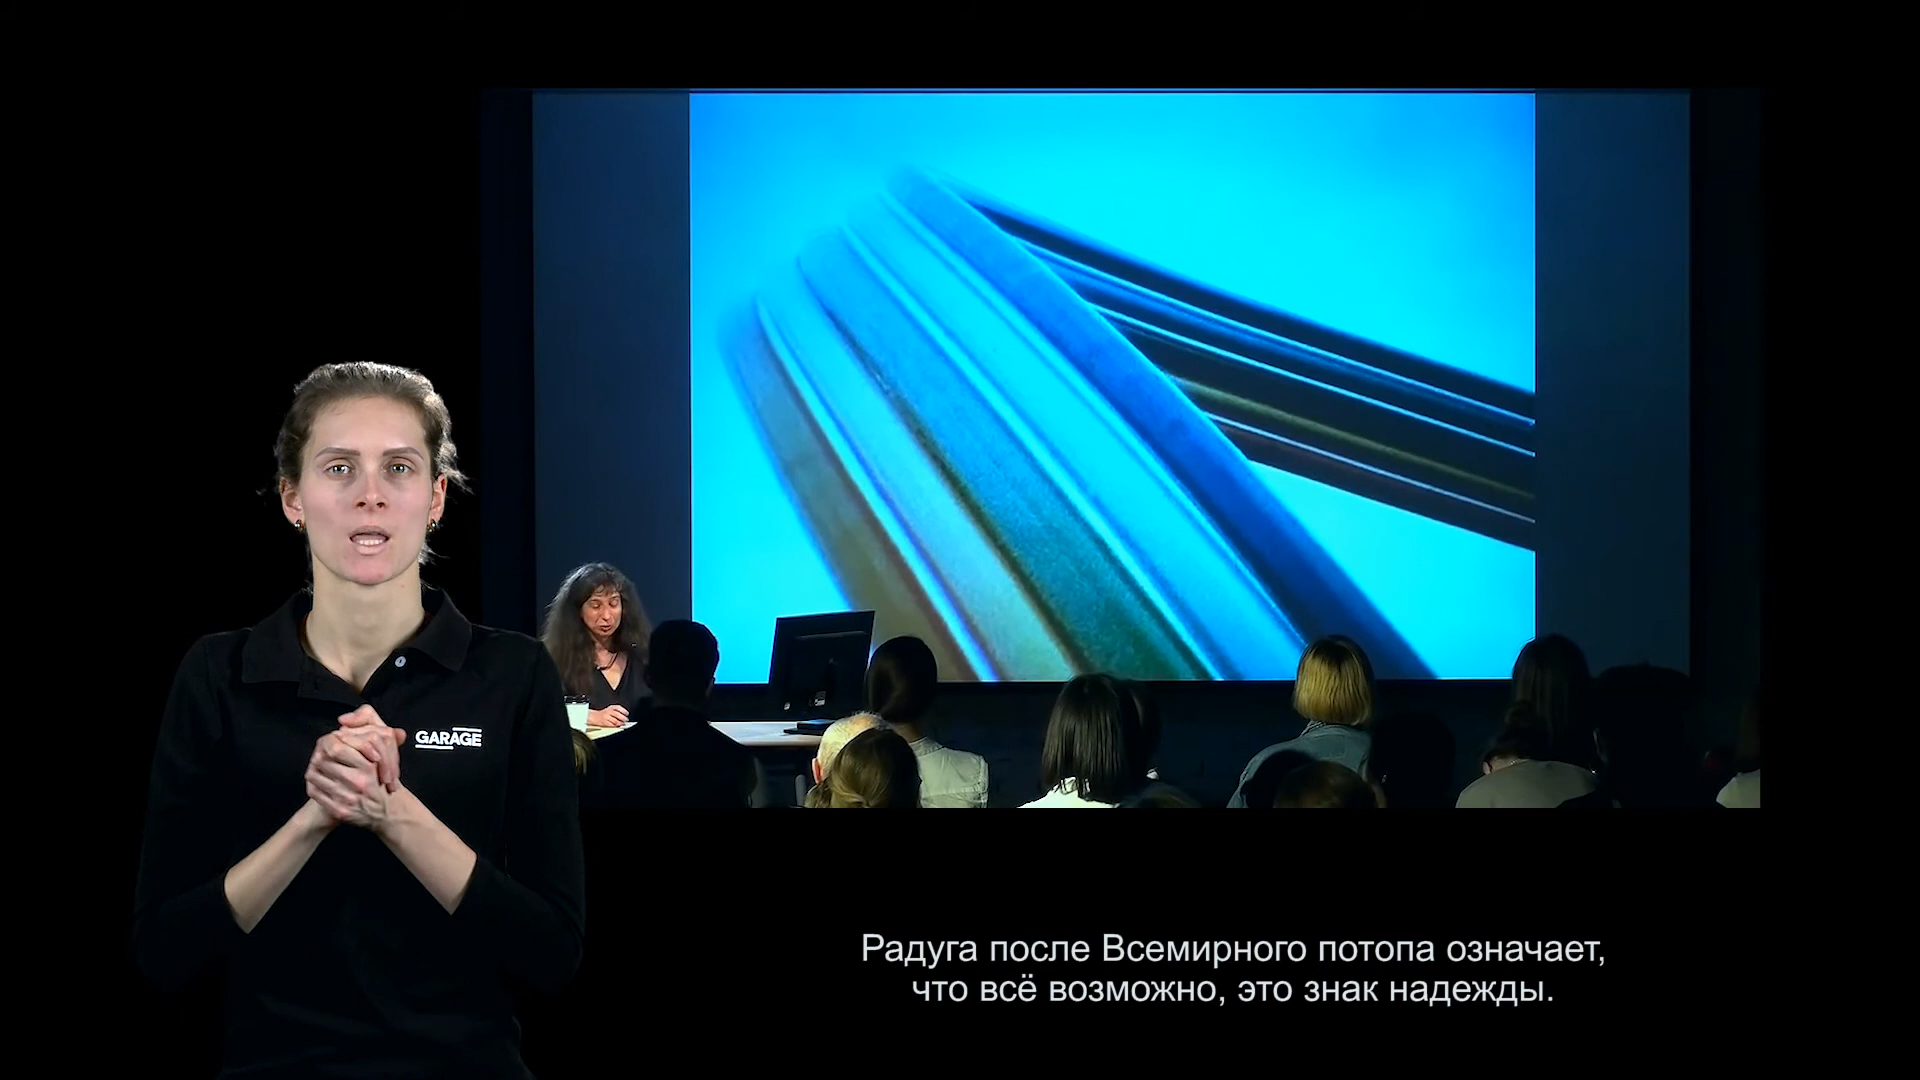 GARAGE
Радуга после Всемирного потопа означает,
что всё возможно, это знак надежды.